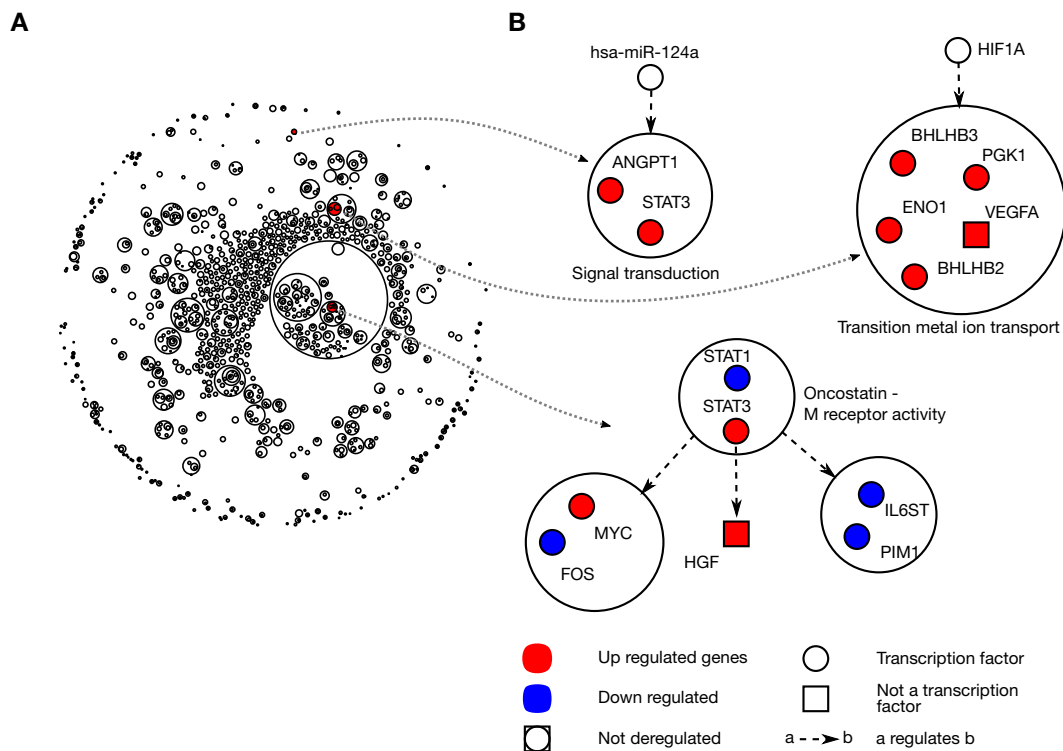 A
B
hsa-miR-124a
HIF1A
ANGPT1
STAT3
Signal transduction
BHLHB3
PGK1
ENO1
VEGFA
BHLHB2
Transition metal ion transport
STAT1
STAT3
Oncostatin -
M receptor activity
MYC
FOS
HGF
IL6ST
PIM1
Up regulated genes
Transcription factor
Down regulated
Not a transcription
factor
Not deregulated
a b
a regulates b